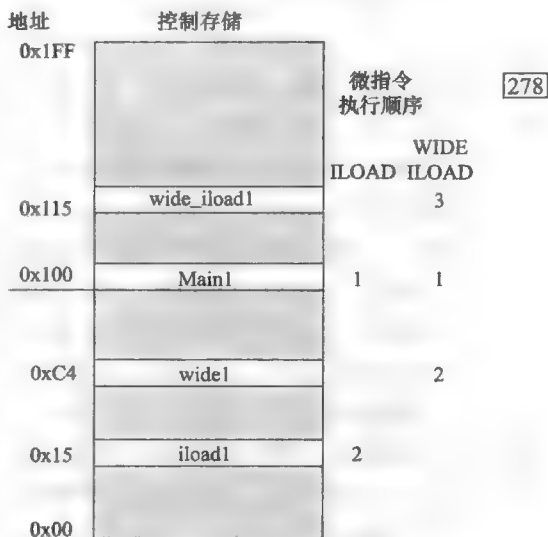 地址 控制存储
0x1FF
微指令
执行顺序
278
WIDE
ILOAD ILOAD
wide_iload1 3
0x115
0x100 Main1 1 1
0xC4 wide1 2
0x15 iload1 2
0x00